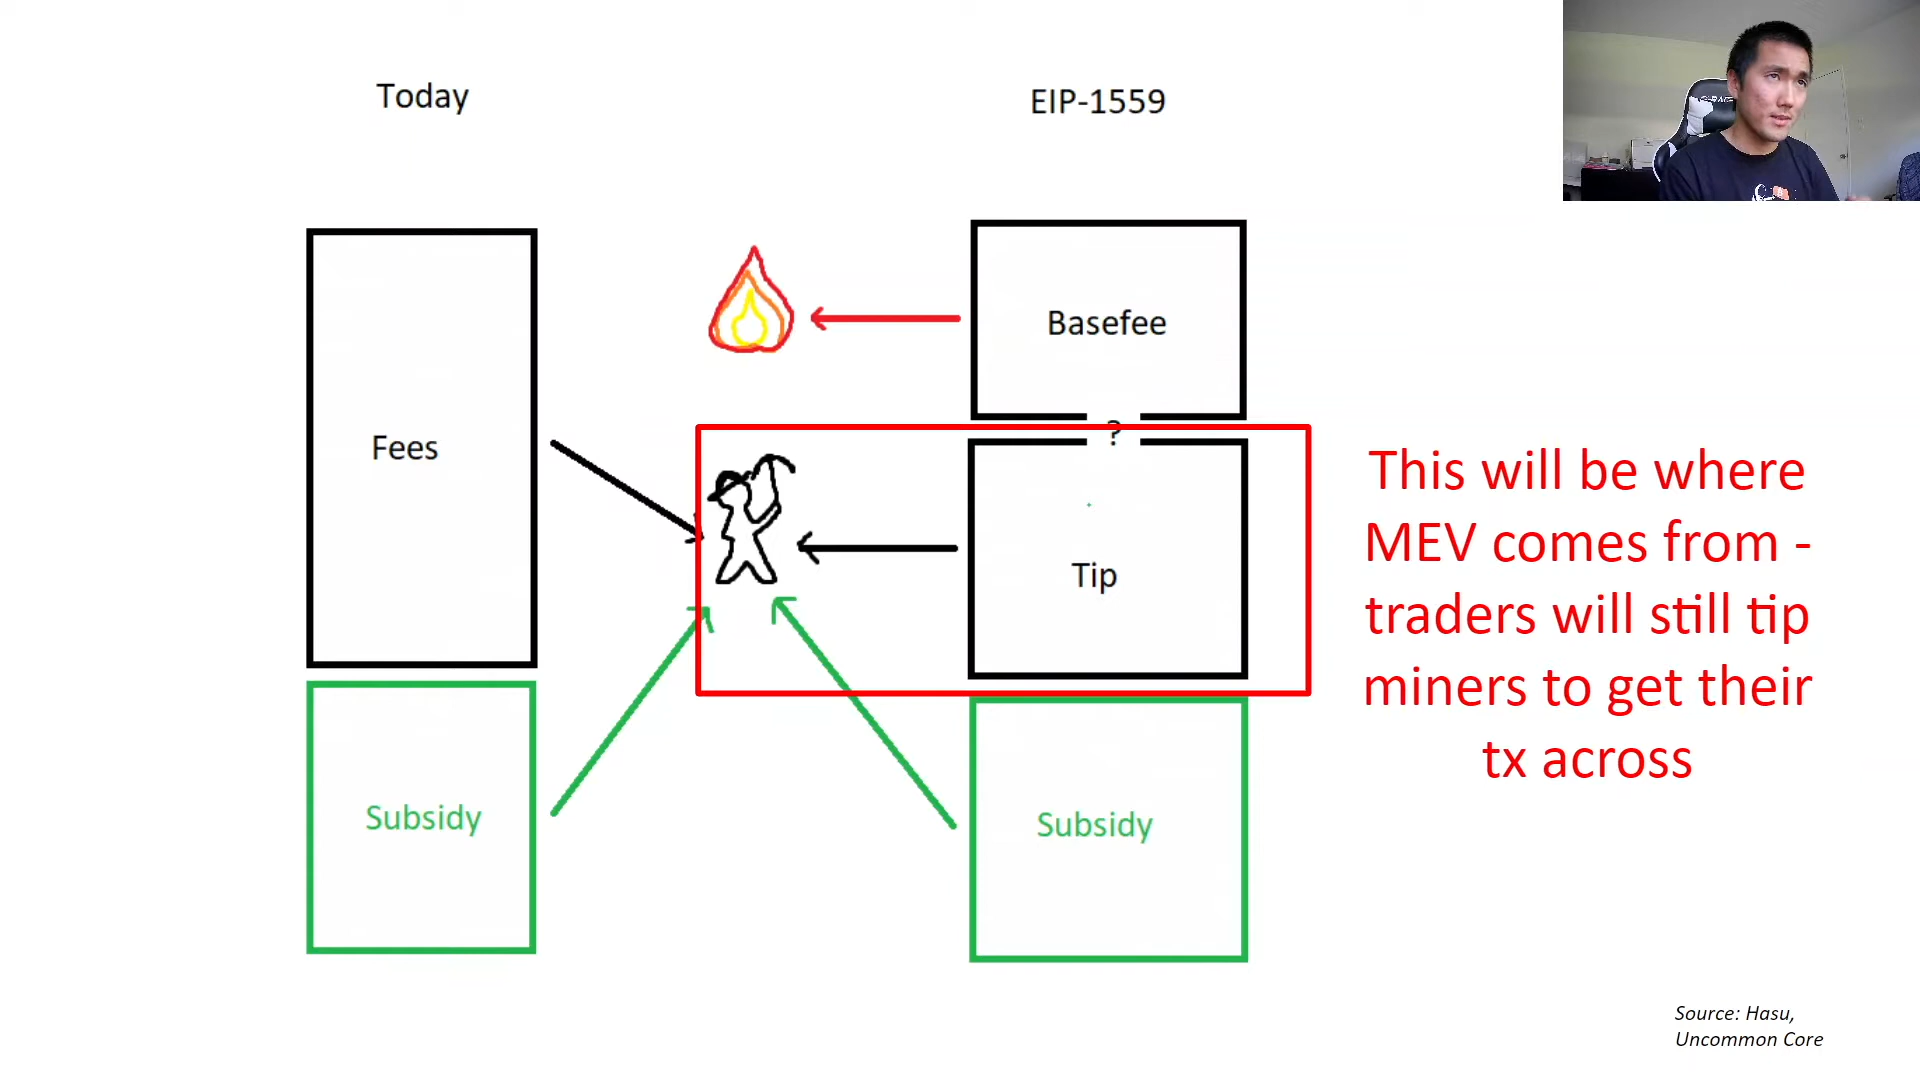 Today
EIP-1559
Fees
Basefee
?
Tip
Subsidy
Subsidy
This will be where
MEV comes from -
traders will still tip
miners to get their
tx across
Source: Hasu,
Uncommon Core